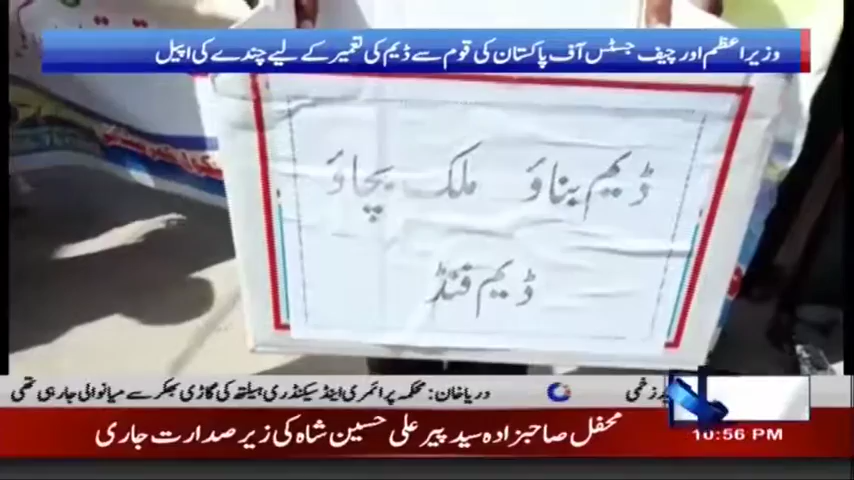 وزیراعظم اور چیف جسٹس آف پاکستان کی قوم سے ڈیم کی تعمیر کے لیے چندے کی اپیل
ڈیم بناؤ ملک بچاؤ
ڈیم فنڈ
زخمی
دریاخان: محکمہ پرائمری اینڈ سیکنڈری ہیلتھ کی گاڑی بھکر سے میانوالی جارہی تھی
محفل صاحبزادہ سید پیر علی حسین شاہ کی زیر صدارت جاری
10:56 PM